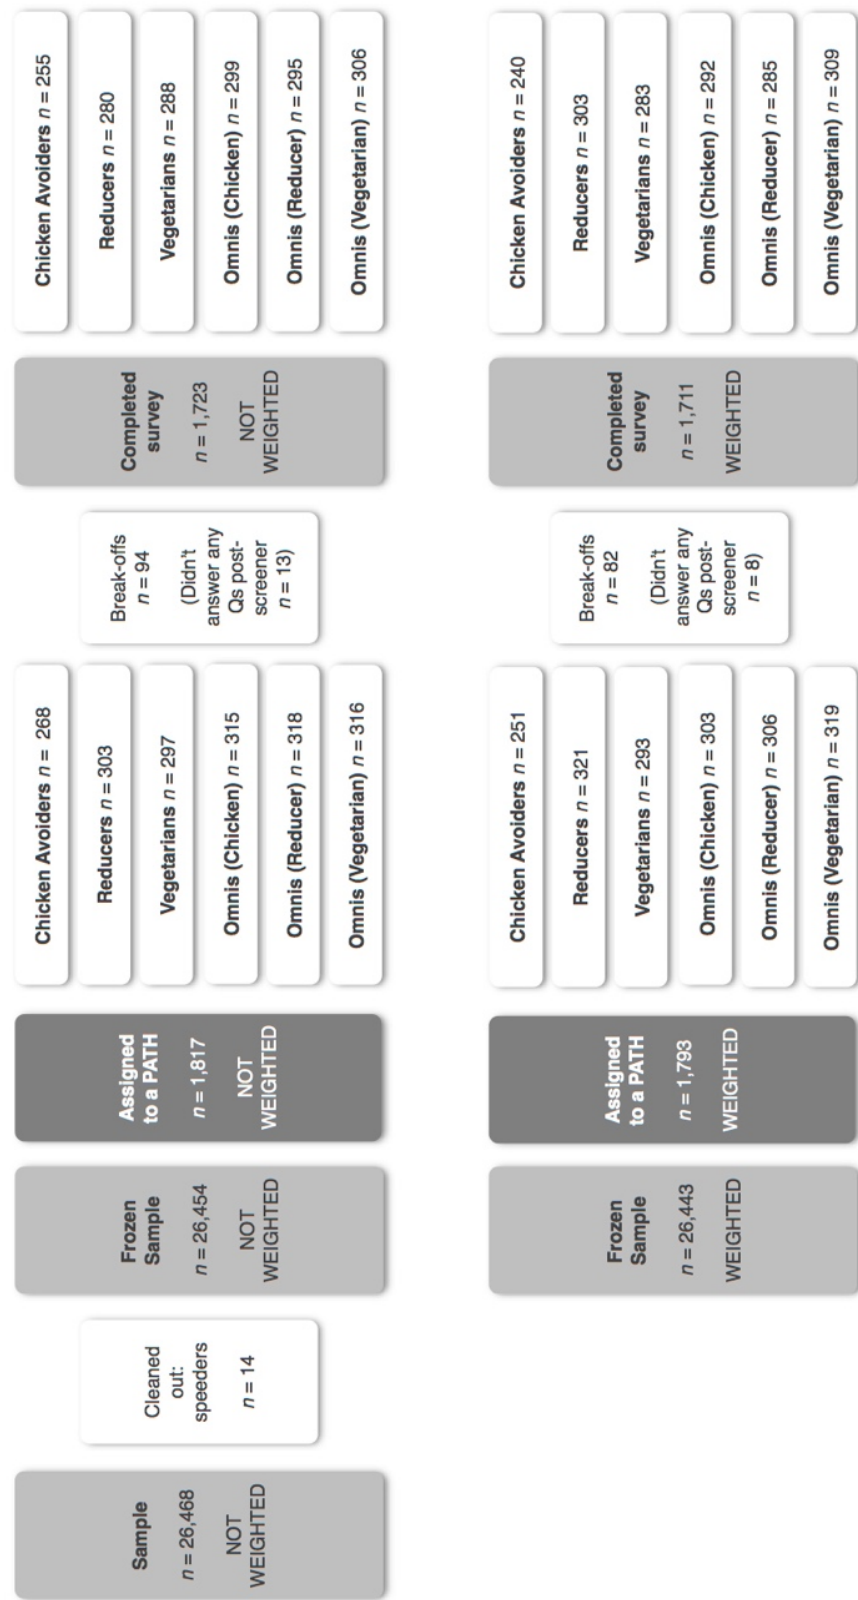 Sample
n = 26,468
NOT
WEIGHTED
Cleaned
out:
speeders
n = 14
Frozen
Sample
n = 26,454
NOT
WEIGHTED
Assigned
to a PATH
n = 1,817
NOT
WEIGHTED
Chicken Avoiders n = 268
Reducers n = 303
Vegetarians n = 297
Omnis (Chicken) n = 315
Omnis (Reducer) n = 318
Omnis (Vegetarian) n = 316
Break-offs
n = 94
(Didn't
answer any
Qs post-
screener
n = 13)
Completed
survey
n = 1,723
NOT
WEIGHTED
Chicken Avoiders n = 255
Reducers n = 280
Vegetarians n = 288
Omnis (Chicken) n = 299
Omnis (Reducer) n = 295
Omnis (Vegetarian) n = 306
Frozen
Sample
n = 26,443
WEIGHTED
Assigned
to a PATH
n = 1,793
WEIGHTED
Chicken Avoiders n = 251
Reducers n = 321
Vegetarians n = 293
Omnis (Chicken) n = 303
Omnis (Reducer) n = 306
Omnis (Vegetarian) n = 319
Break-offs
n = 82
(Didn't
answer any
Qs post-
screener
n = 8)
Completed
survey
n = 1,711
WEIGHTED
Chicken Avoiders n = 240
Reducers n = 303
Vegetarians n = 283
Omnis (Chicken) n = 292
Omnis (Reducer) n = 285
Omnis (Vegetarian) n = 309